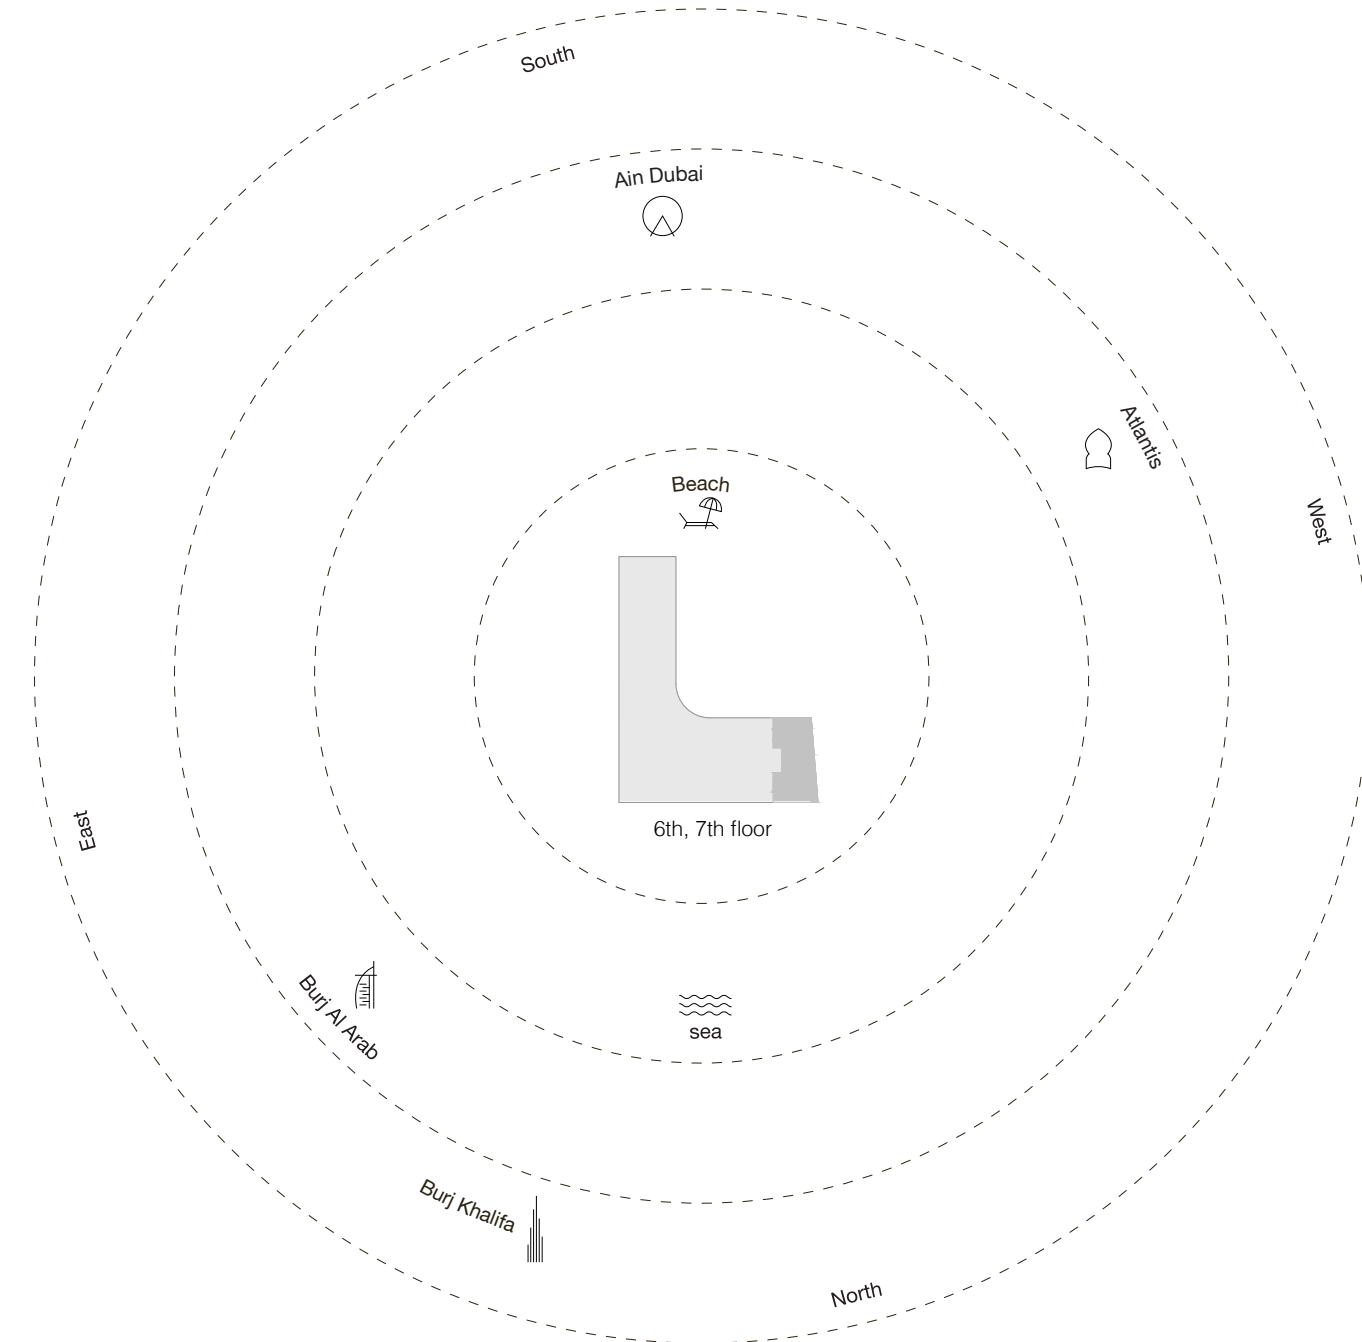 South
Ain Dubai
Atlantis
Beach
West
East
6th, 7th floor
Burj Al Arab
sea
Burj Khalifa
North